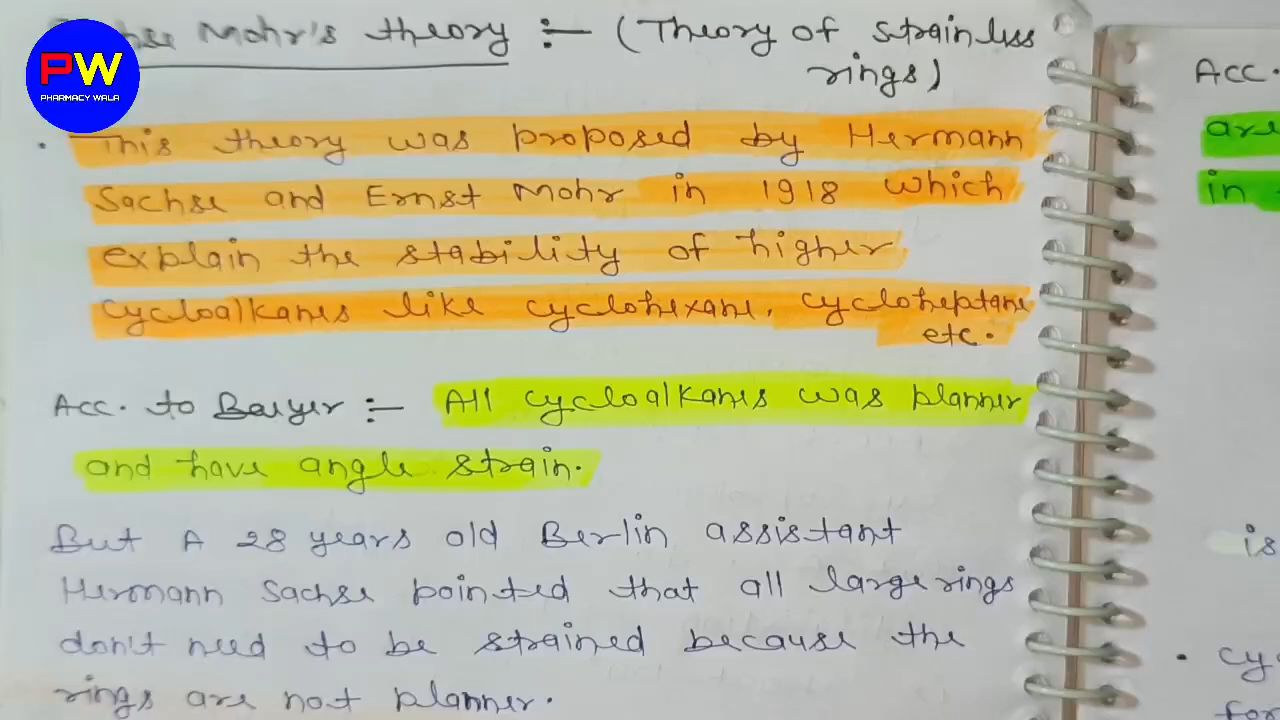 PW
PHARMACY WALA
Mohr's theory :- (Theory of strainless
rings)
• This theory was proposed by Hermann
Sachse and Ernst Mohr in 1918 which
explain the stability of higher
cycloalkanes like cyclohexane, cycloheptane
etc.
Acc. to Baeyer :- All cycloalkanes was planner
and have angle strain.
But A 28 years old Berlin assistant
Hermann Sachse pointed that all large rings
don't need to be strained because the
rings are not planner.
Acc.
are
in
is
• cy
for